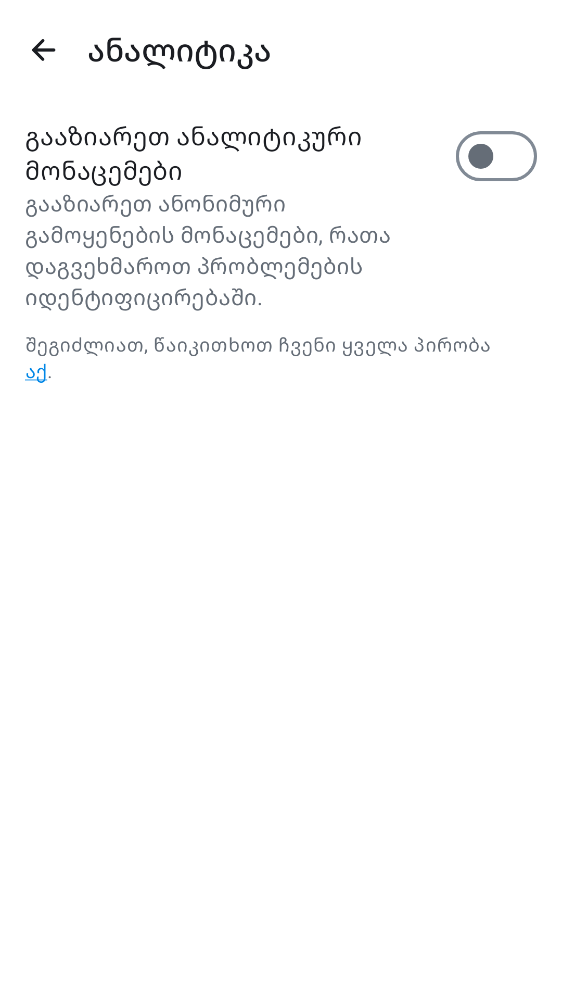 ანალიტიკა
გააზიარეთ ანალიტიკური
მონაცემები
გააზიარეთ ანონიმური
გამოყენების მონაცემები, რათა
დაგვეხმაროთ პრობლემების
იდენტიფიცირებაში.
შეგიძლიათ, წაიკითხოთ ჩვენი ყველა პირობა
აქ.